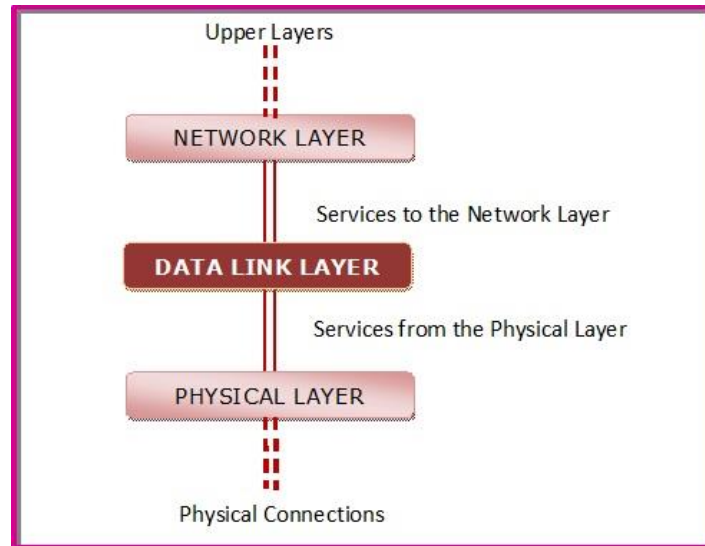 Upper Layers
NETWORK LAYER
Services to the Network Layer
DATA LINK LAYER
Services from the Physical Layer
PHYSICAL LAYER
Physical Connections